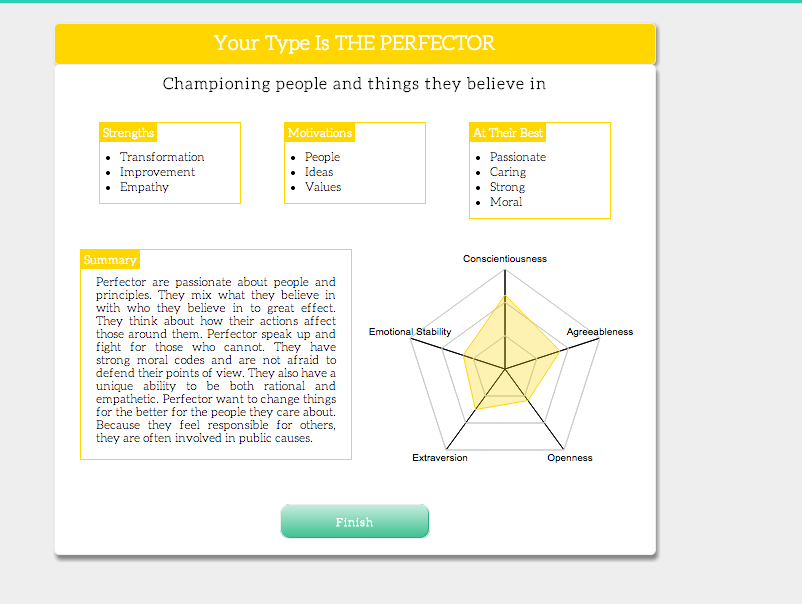 Your Type Is THE PERFECTOR
Championing people and things they believe in
Strengths
Transformation
Improvement
Empathy
Motivations
People
Ideas
Values
At Their Best
Passionate
Caring
Strong
Moral
Summary
Perfector are passionate about people and
principles. They mix what they believe in
with who they believe in to great effect.
They think about how their actions affect
those around them. Perfector speak up and
fight for those who cannot. They have
strong moral codes and are not afraid to
defend their points of view. They also have a
unique ability to be both rational and
empathetic. Perfector want to change things
for the better for the people they care about.
Because they feel responsible for others,
they are often involved in public causes.
Conscientiousness
Emotional Stability
Agreeableness
Extraversion
Openness
Finish